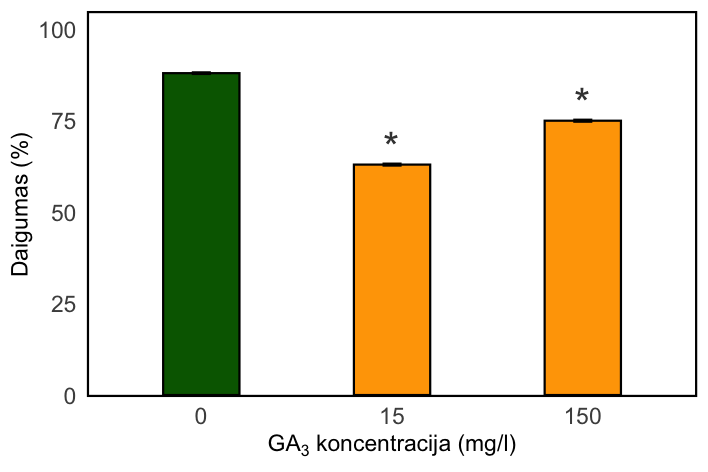 100
75
50
25
0
Daigumas (%)
*
*
0 15 150
GA₃ koncentracija (mg/l)